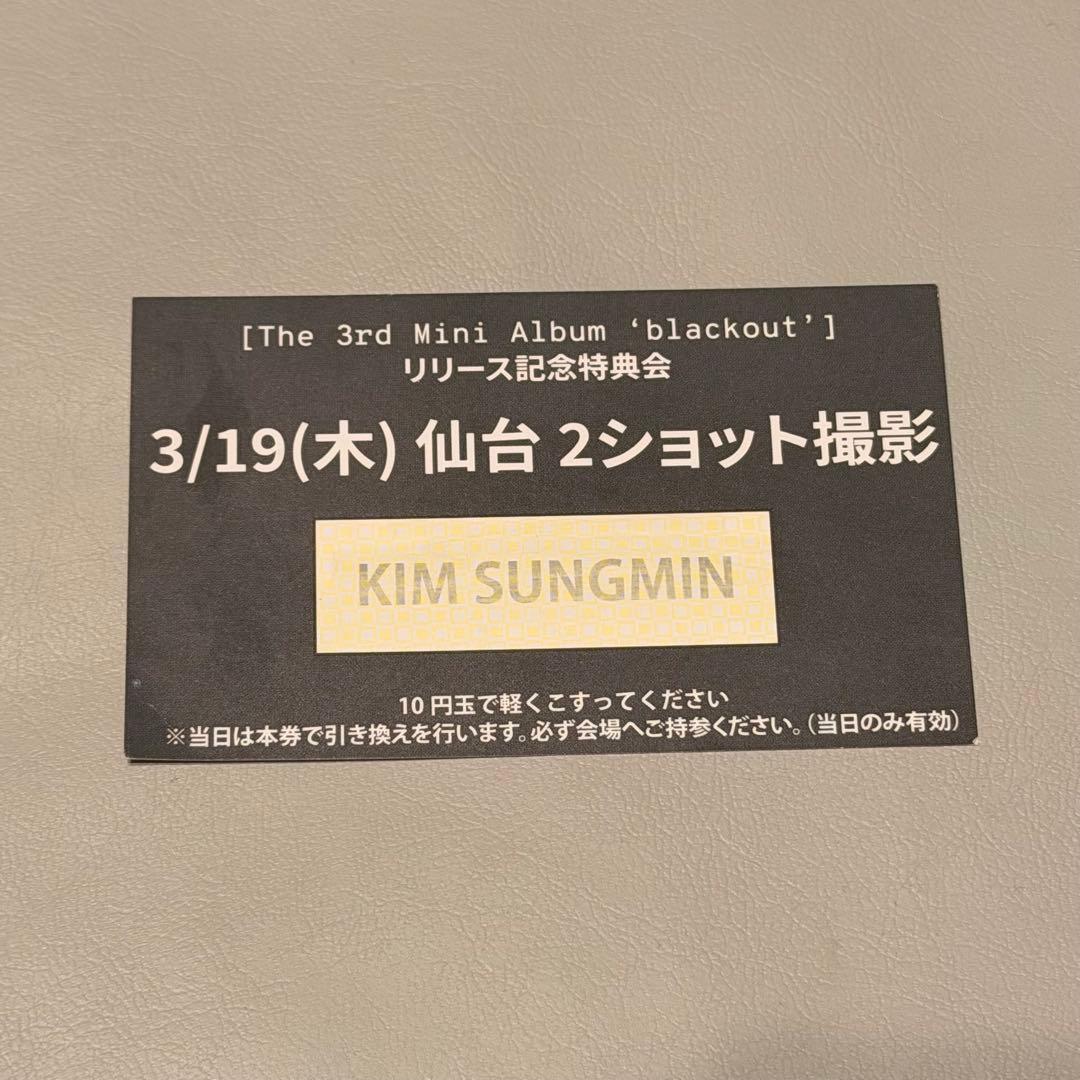 [The 3rd Mini Album ‘blackout’]
リリース記念特典会
3/19(木) 仙台 2ショット撮影
KIM SUNGMIN
10 円玉で軽くこすってください
※当日は本券で引き換えを行います。必ず会場へご持参ください。(当日のみ有効)